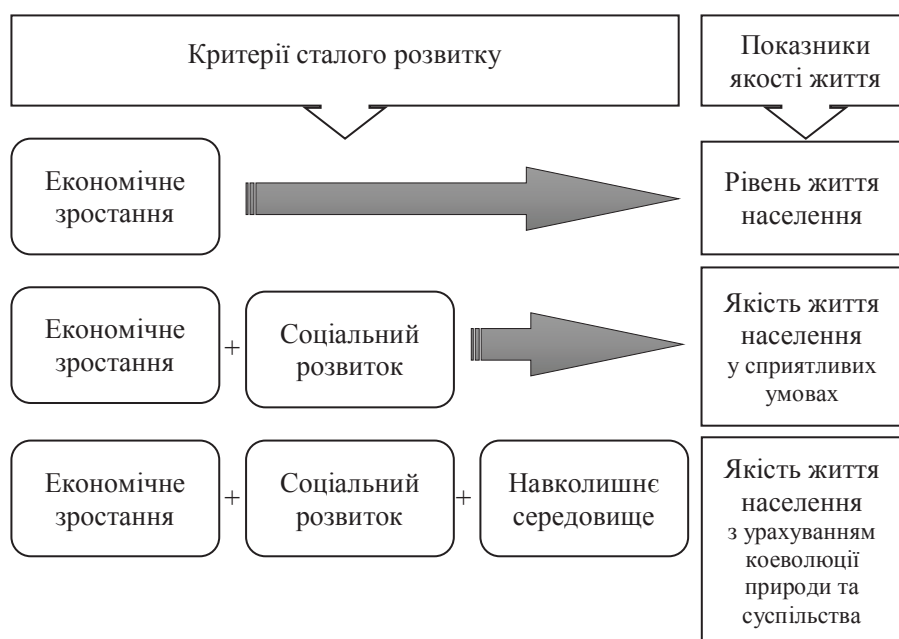 Критерії сталого розвитку
Показники
якості життя
Економічне
зростання
Рівень життя
населення
Економічне
зростання
+
Соціальний
розвиток
Якість життя
населення
у сприятливих
умовах
Економічне
зростання
+
Соціальний
розвиток
+
Навколишнє
середовище
Якість життя
населення
з урахуванням
коеволюції
природи та
суспільства